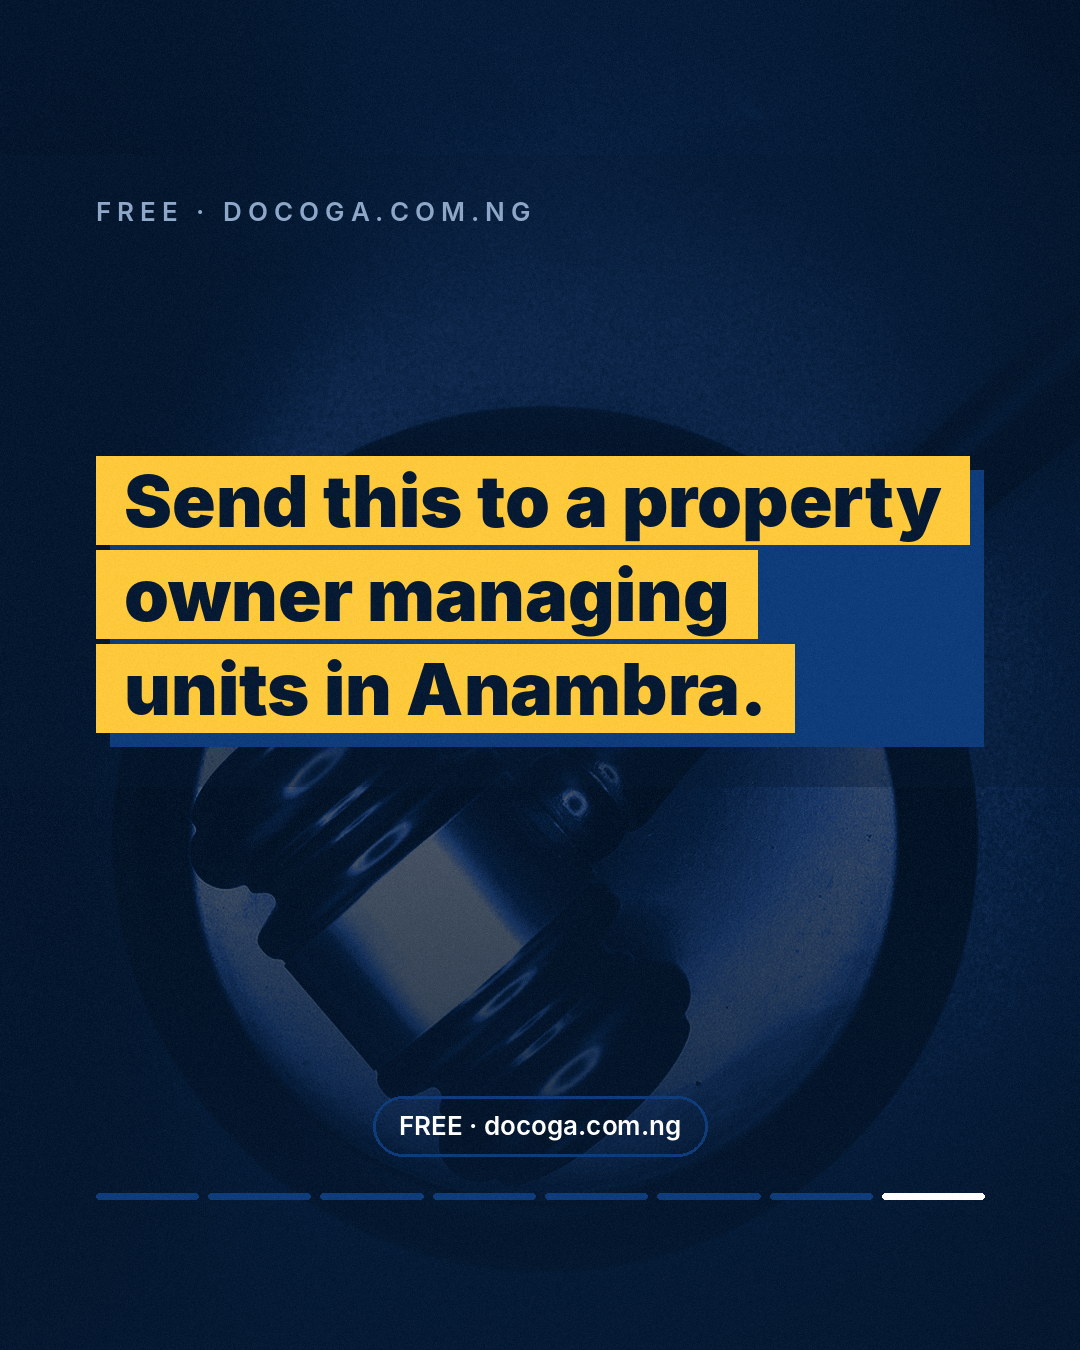 FREE · DOCOGA.COM.NG
Send this to a property
owner managing
units in Anambra.
FREE · docoga.com.ng